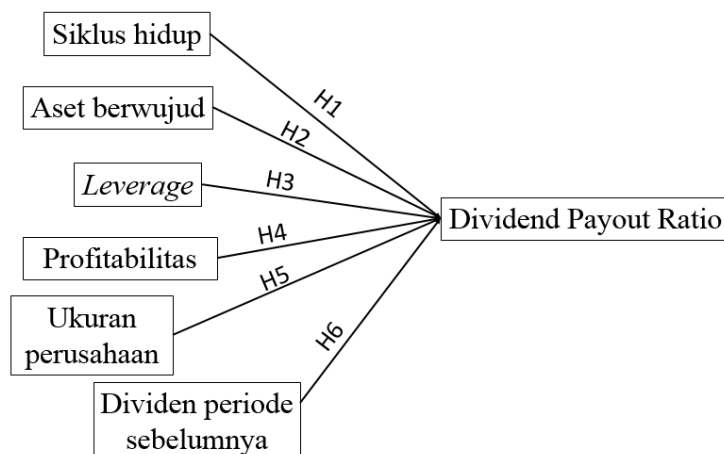 Siklus hidup
H1
Aset berwujud
H2
Leverage
H3
Dividend Payout Ratio
Profitabilitas
H4
Ukuran
perusahaan
H5
Dividen periode
sebelumnya
H6